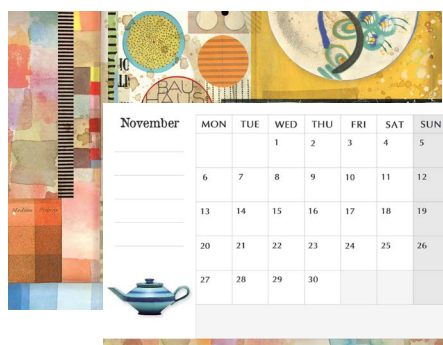 BAU
HAUS
November
MON TUE WED THU FRI SAT SUN
1 2 3 4 5
6 7 8 9 10 11 12
13 14 15 16 17 18 19
20 21 22 23 24 25 26
27 28 29 30